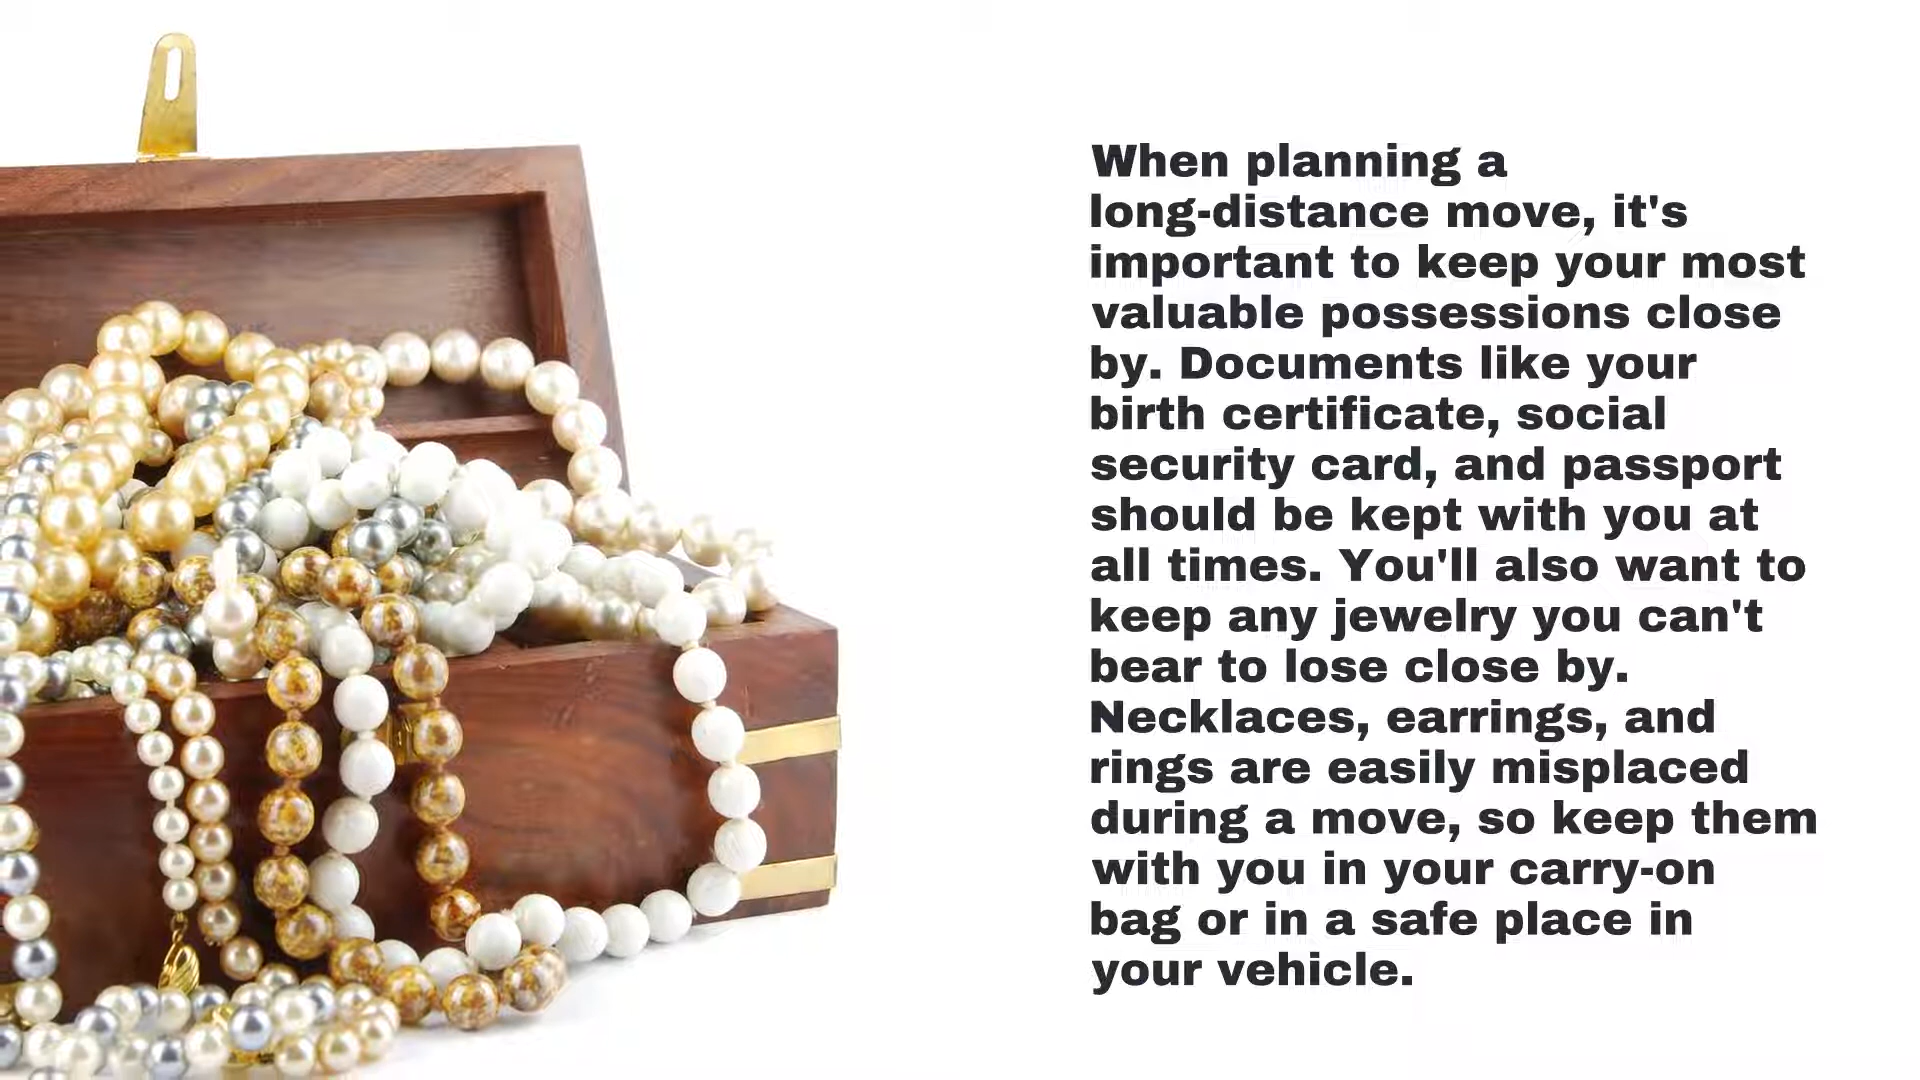 When planning a
long-distance move, it's
important to keep your most
valuable possessions close
by. Documents like your
birth certificate, social
security card, and passport
should be kept with you at
all times. You'll also want to
keep any jewelry you can't
bear to lose close by.
Necklaces, earrings, and
rings are easily misplaced
during a move, so keep them
with you in your carry-on
bag or in a safe place in
your vehicle.